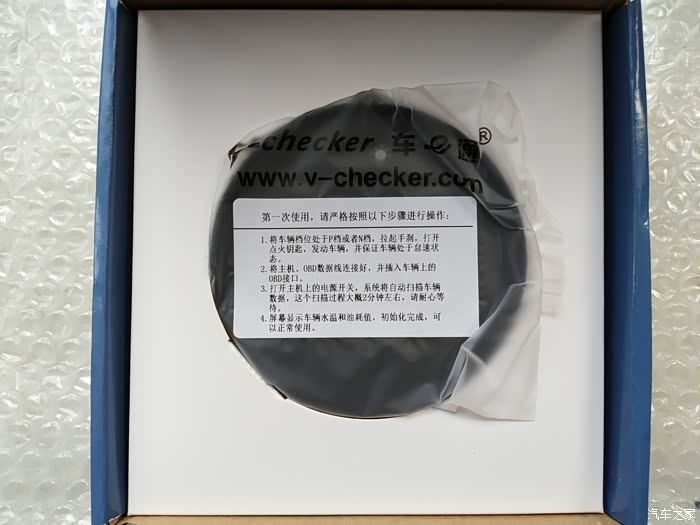 v-checker 车e通®
www.v-checker.com
第一次使用，请严格按照以下步骤进行操作：
1. 将车辆档位处于P档或者N档，拉起手刹，打开
点火钥匙，发动车辆，并保证车辆处于怠速状
态。
2. 将主机、OBD数据线连接好，并插入车辆上的
OBD接口。
3. 打开主机上的电源开关，系统将自动扫描车辆
数据，这个扫描过程大概2分钟左右，请耐心等
待。
4. 屏幕显示车辆水温和油耗值，初始化完成，可
以正常使用。
汽车之家